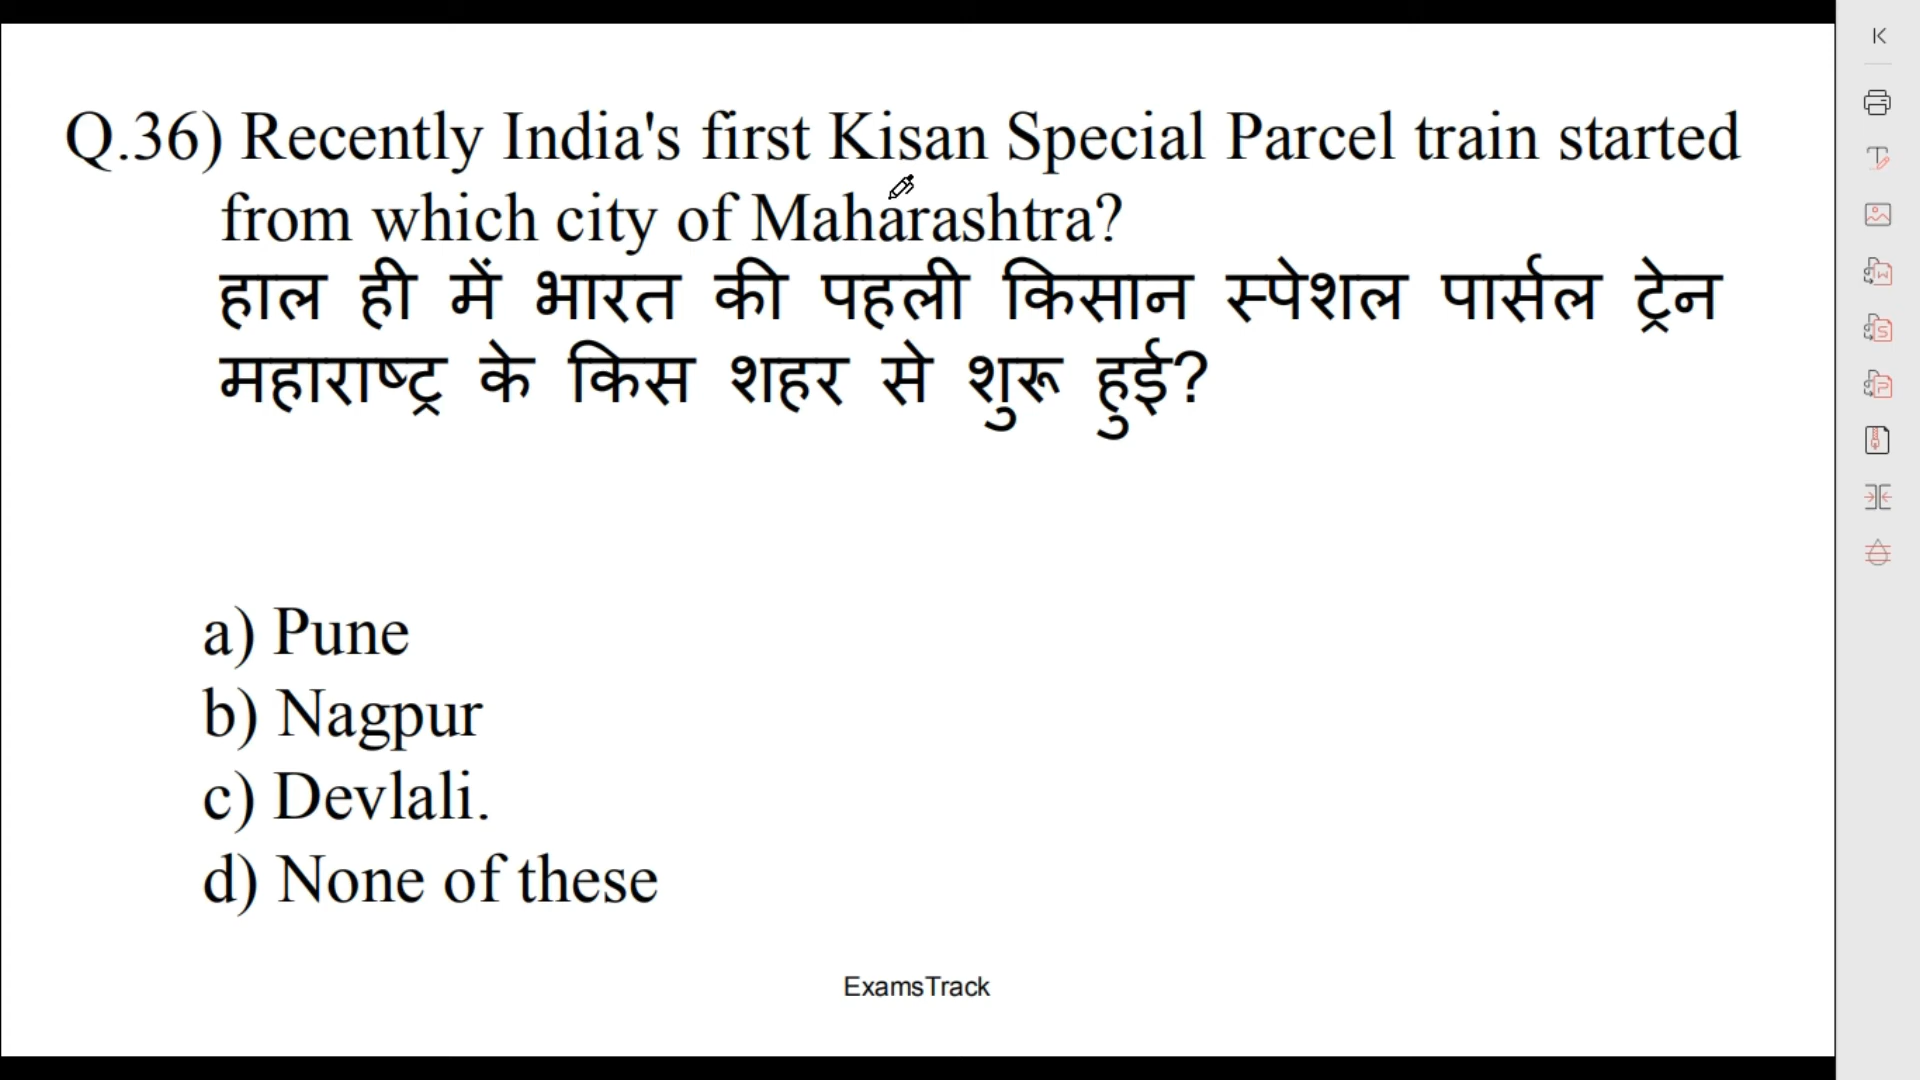 Q.36) Recently India's first Kisan Special Parcel train started
from which city of Maharashtra?
हाल ही में भारत की पहली किसान स्पेशल पार्सल ट्रेन
महाराष्ट्र के किस शहर से शुरू हुई?
a) Pune
b) Nagpur
c) Devlali.
d) None of these
ExamsTrack